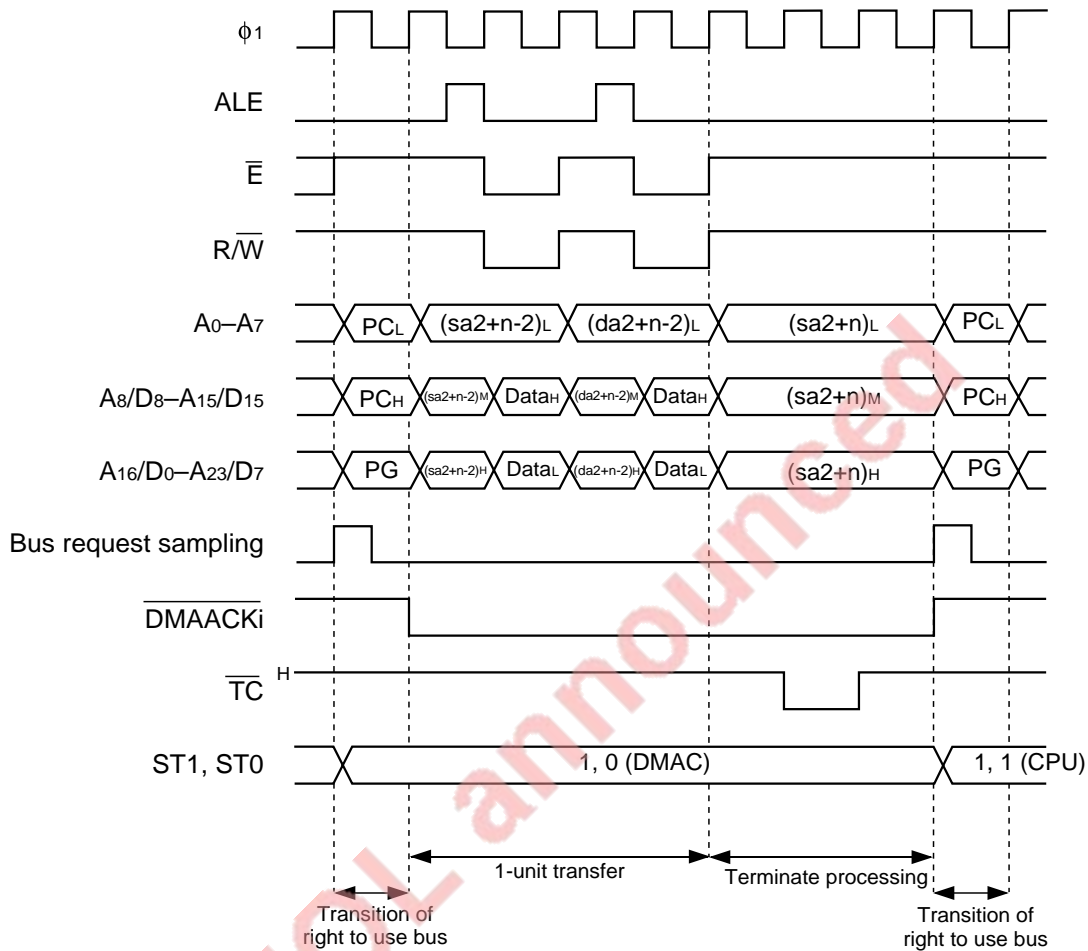 ϕ1
ALE
E
R/W
A0–A7 PCL (sa2+n-2)L (da2+n-2)L (sa2+n)L PCL
A8/D8–A15/D15 PCH (sa2+n-2)M DataH (da2+n-2)M DataH (sa2+n)M PCH
A16/D0–A23/D7 PG (sa2+n-2)H DataL (da2+n-2)H DataL (sa2+n)H PG
Bus request sampling
DMAACKi
TC H
ST1, ST0 1, 0 (DMAC) 1, 1 (CPU)
1-unit transfer Terminate processing
Transition of
right to use bus
Transition of
right to use bus
OL announced